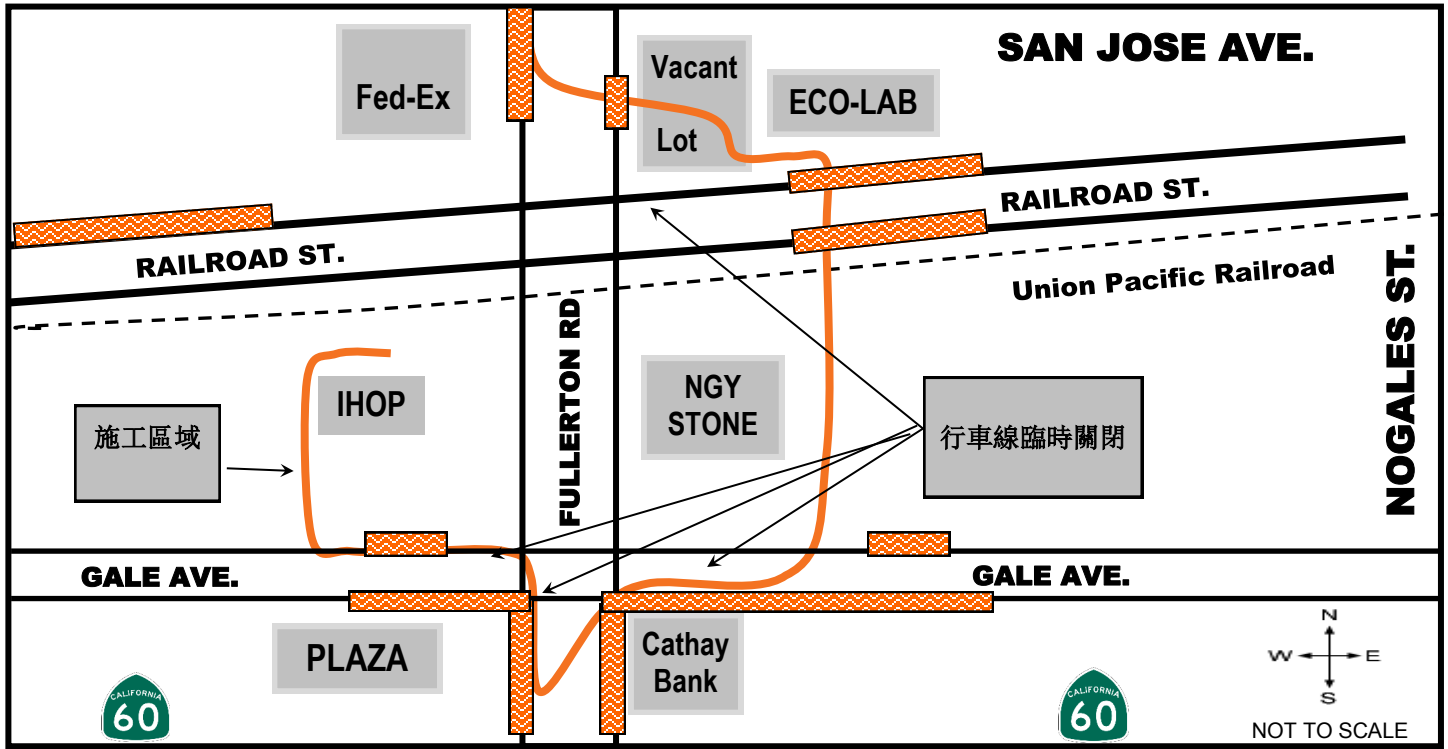 SAN JOSE AVE.
Fed-Ex
Vacant
Lot
ECO-LAB
RAILROAD ST.
RAILROAD ST.
Union Pacific Railroad
NOGALES ST.
FULLERTON RD
IHOP
施工區域
NGY
STONE
行車線臨時關閉
GALE AVE.
GALE AVE.
PLAZA
Cathay
Bank
CALIFORNIA
60
CALIFORNIA
60
N
W E
S
NOT TO SCALE